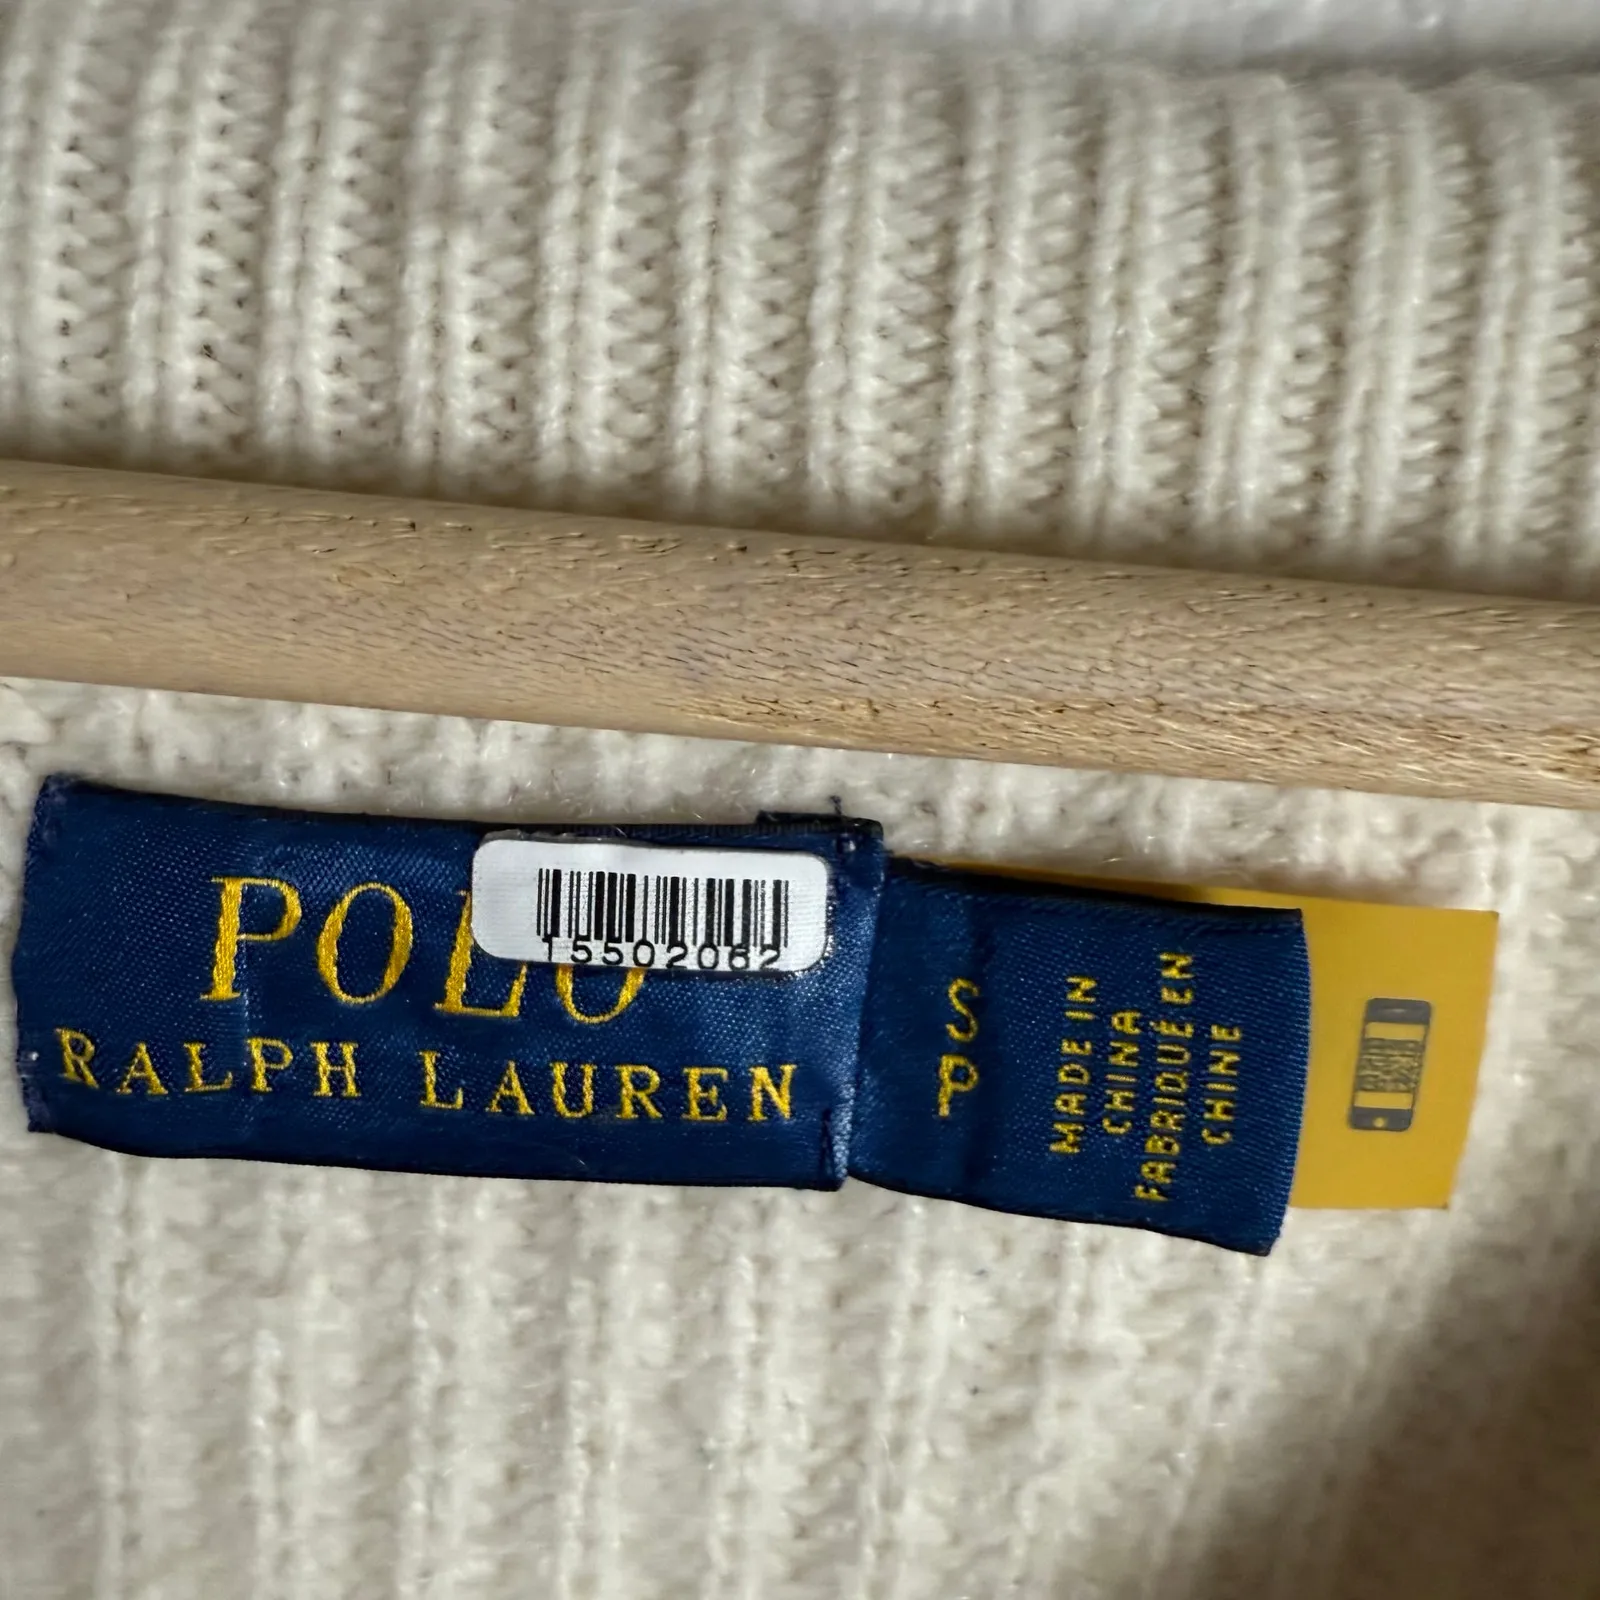 POLO
15502062
RALPH LAUREN
S
P
MADE IN
CHINA
FABRIQUÉ EN
CHINE